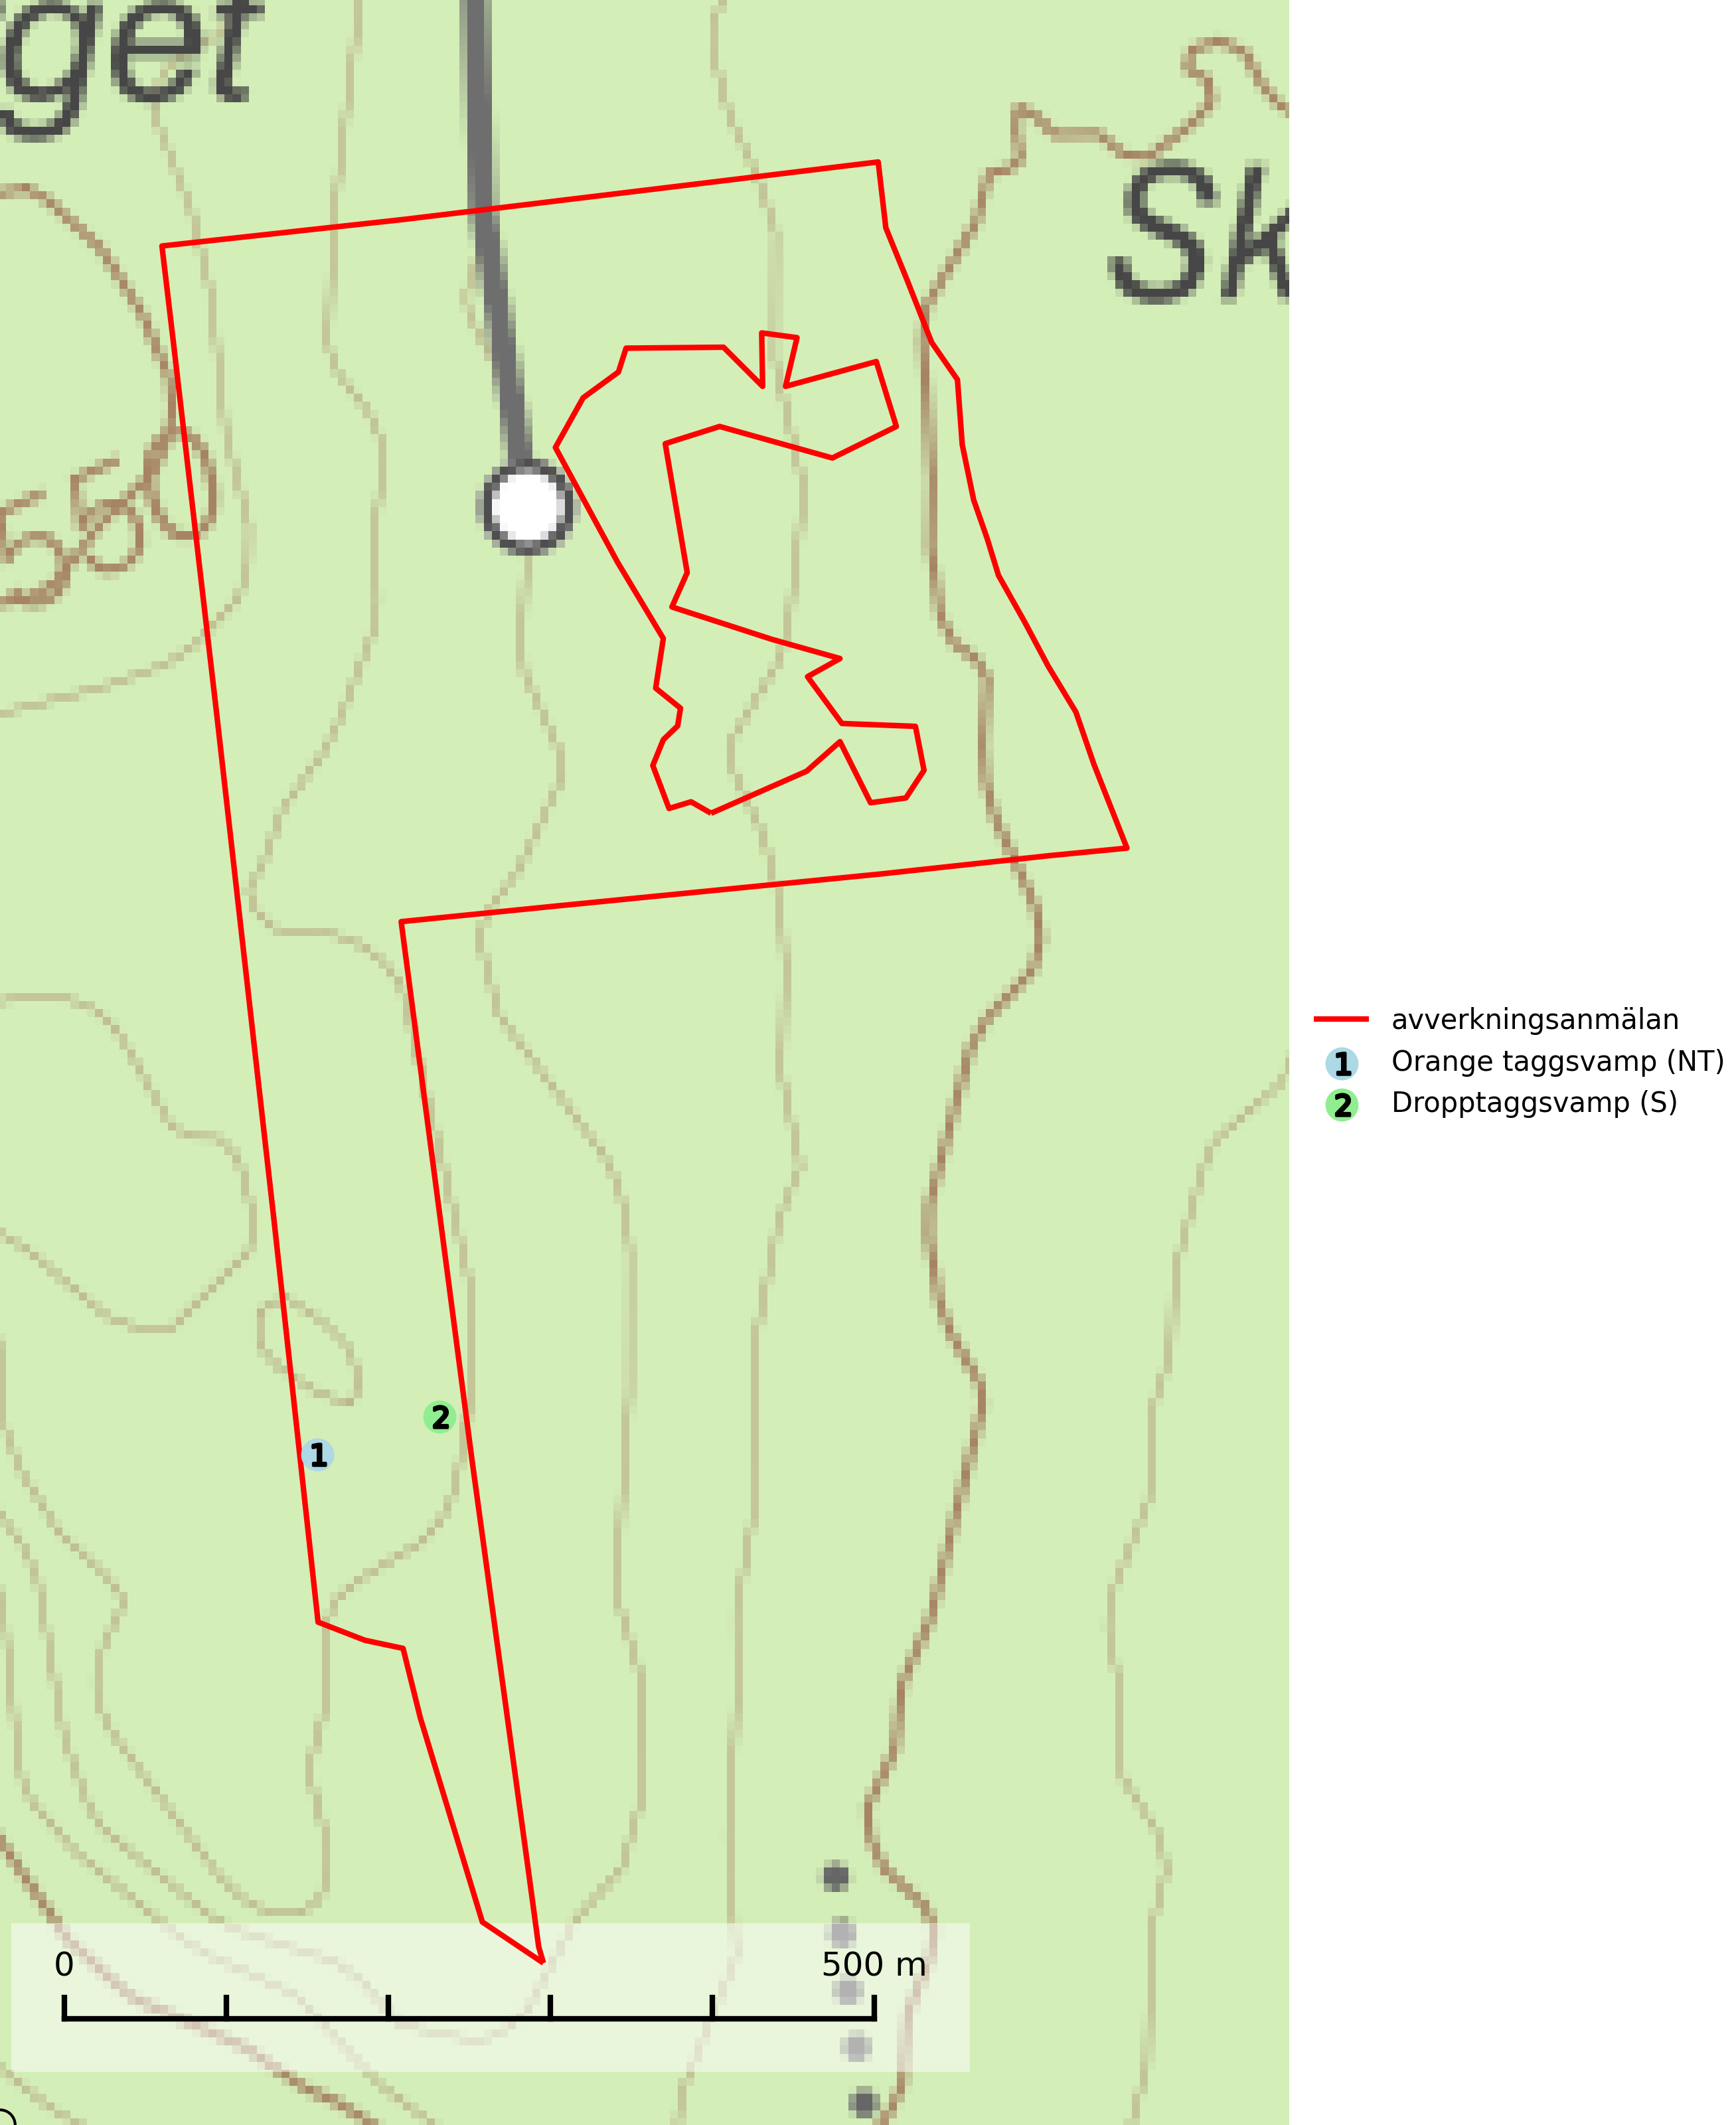 get
Sk
550
avverkningsanmälan
1 Orange taggsvamp (NT)
2 Dropptaggsvamp (S)
2
1
0 500 m